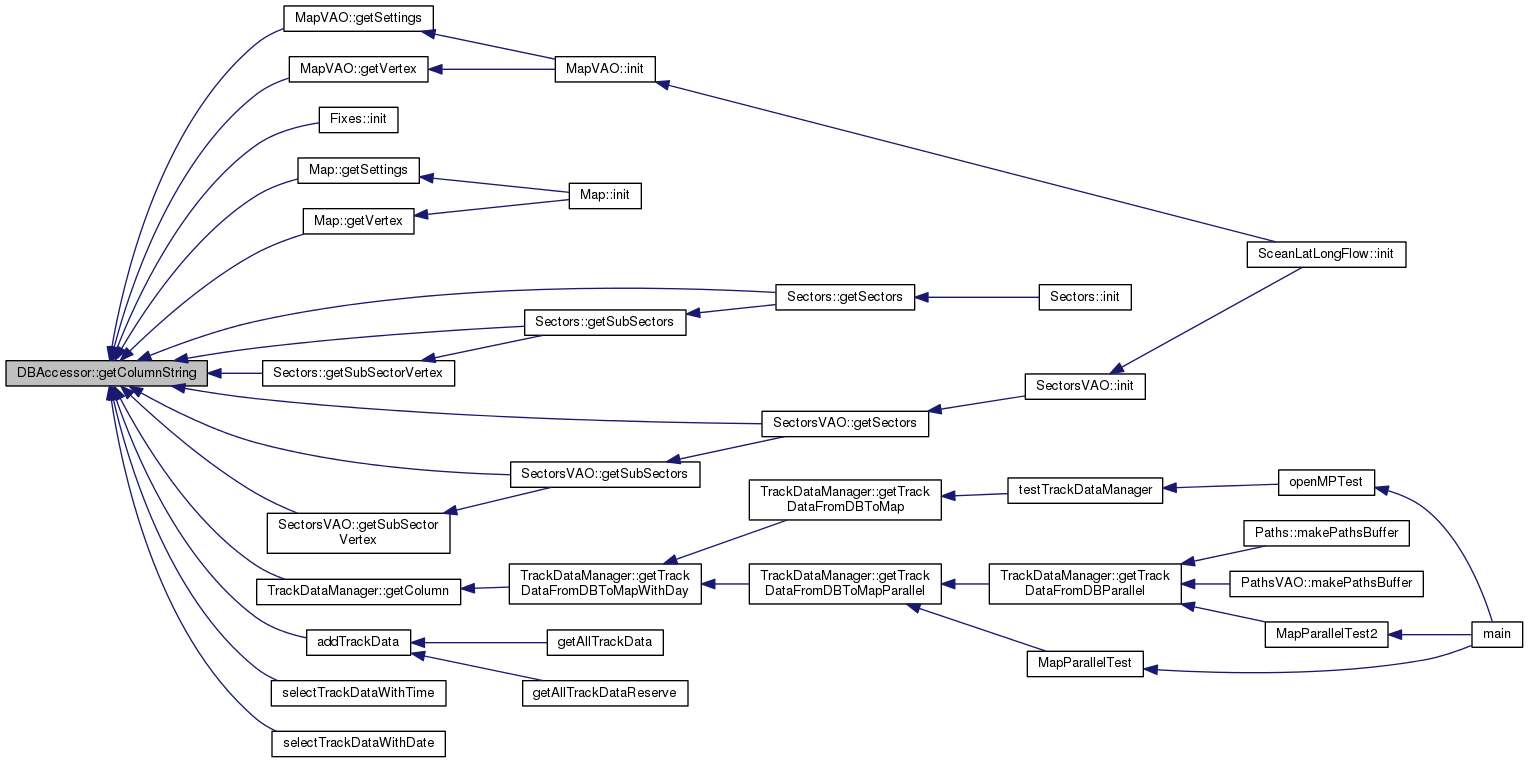 MapVAO::getSettings
MapVAO::getVertex
MapVAO::init
Fixes::init
Map::getSettings
Map::init
Map::getVertex
SceanLatLongFlow::init
Sectors::getSectors
Sectors::init
Sectors::getSubSectors
DBAccessor::getColumnString
Sectors::getSubSectorVertex
SectorsVAO::init
SectorsVAO::getSectors
SectorsVAO::getSubSectors
TrackDataManager::getTrack
DataFromDBToMap
testTrackDataManager
openMPTest
SectorsVAO::getSubSector
Vertex
Paths::makePathsBuffer
TrackDataManager::getColumn
TrackDataManager::getTrack
DataFromDBToMapWithDay
TrackDataManager::getTrack
DataFromDBToMapParallel
TrackDataManager::getTrack
DataFromDBParallel
PathsVAO::makePathsBuffer
addTrackData
getAllTrackData
MapParallelTest2
main
MapParallelTest
selectTrackDataWithTime
getAllTrackDataReserve
selectTrackDataWithDate